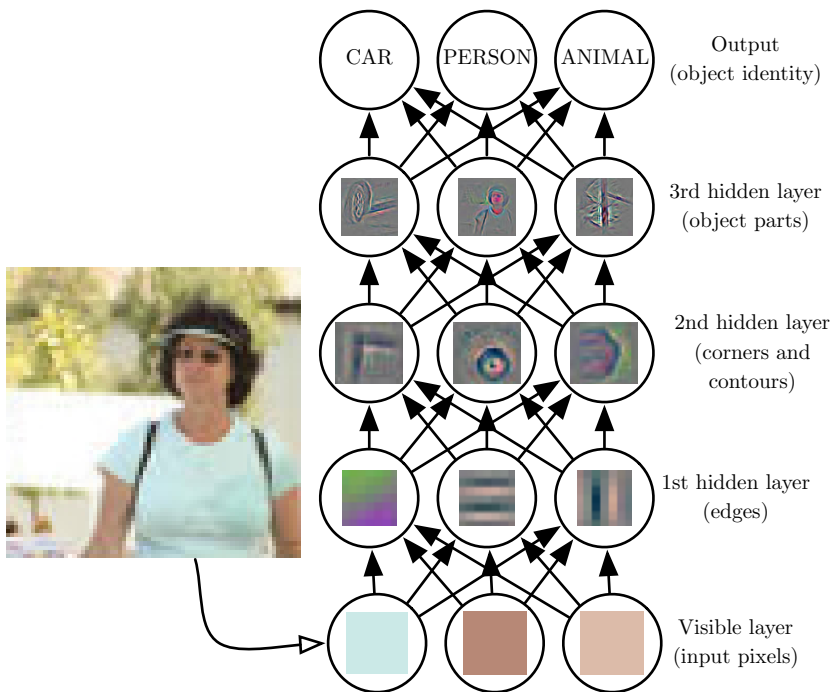 CAR PERSON ANIMAL
Output
(object identity)
3rd hidden layer
(object parts)
2nd hidden layer
(corners and
contours)
1st hidden layer
(edges)
Visible layer
(input pixels)